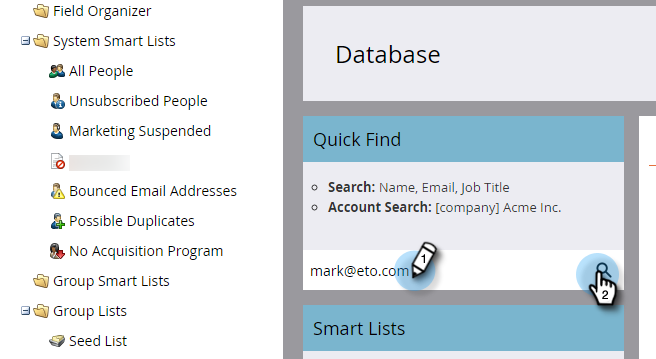 Field Organizer
System Smart Lists
All People
Unsubscribed People
Marketing Suspended
Bounced Email Addresses
Possible Duplicates
No Acquisition Program
Group Smart Lists
Group Lists
Seed List
Database
Quick Find
Search: Name, Email, Job Title
Account Search: [company] Acme Inc.
mark@eto.com
1
2
Smart Lists